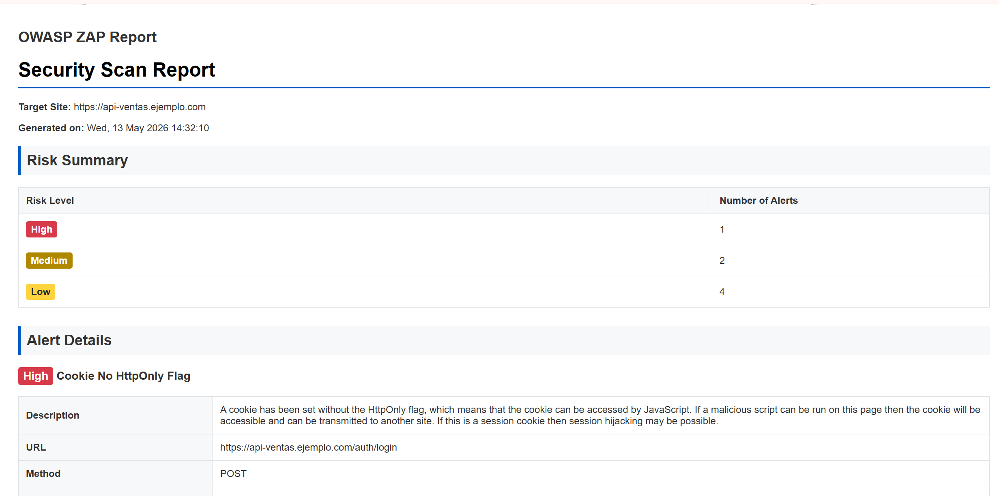 OWASP ZAP Report
Security Scan Report
Target Site: https://api-ventas.ejemplo.com
Generated on: Wed, 13 May 2026 14:32:10
Risk Summary
Risk Level Number of Alerts
High 1
Medium 2
Low 4
Alert Details
High Cookie No HttpOnly Flag
Description A cookie has been set without the HttpOnly flag, which means that the cookie can be accessed by JavaScript. If a malicious script can be run on this page then the cookie will be
accessible and can be transmitted to another site. If this is a session cookie then session hijacking may be possible.
URL https://api-ventas.ejemplo.com/auth/login
Method POST